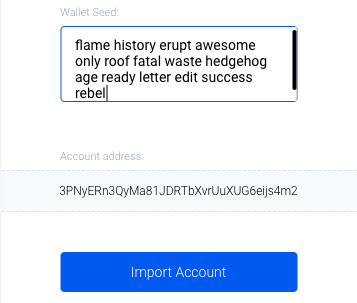 Wallet Seed:
flame history erupt awesome
only roof fatal waste hedgehog
age ready letter edit success
rebel
Account address:
3PNyERn3QyMa81JDRTbXvrUuXUG6eijs4m2
Import Account